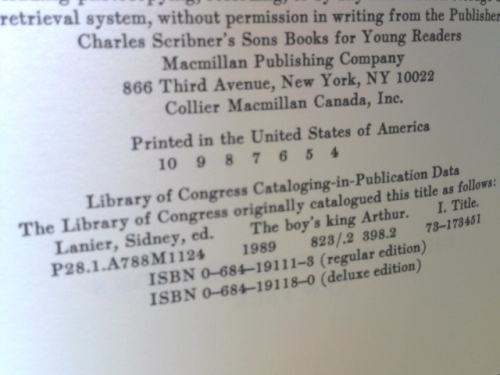 retrieval system, without permission in writing from the Publisher
Charles Scribner's Sons Books for Young Readers
Macmillan Publishing Company
866 Third Avenue, New York, NY 10022
Collier Macmillan Canada, Inc.
Printed in the United States of America
10 9 8 7 6 5 4
Library of Congress Cataloging-in-Publication Data
The Library of Congress originally catalogued this title as follows:
Lanier, Sidney, ed. The boy's king Arthur. I. Title.
P28.1.A788M1124 1989 823/.2 398.2 73-173451
ISBN 0-684-19111-3 (regular edition)
ISBN 0-684-19118-0 (deluxe edition)